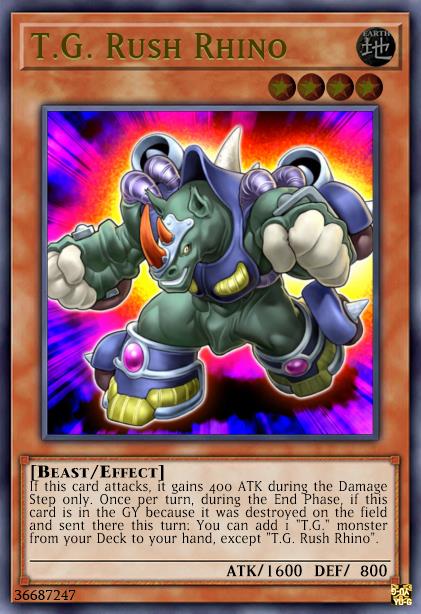 T.G. Rush Rhino
EARTH
地
[Beast/Effect]
If this card attacks, it gains 400 ATK during the Damage
Step only. Once per turn, during the End Phase, if this
card is in the GY because it was destroyed on the field
and sent there this turn: You can add 1 "T.G." monster
from your Deck to your hand, except "T.G. Rush Rhino".
ATK/1600 DEF/ 800
36687247